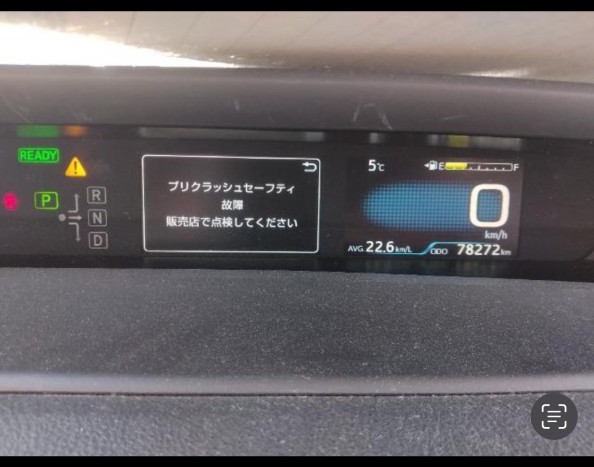 READY
P
R
N
D
プリクラッシュセーフティ
故障
販売店で点検してください
5℃
E F
0
km/h
AVG 22.6 km/L
ODO 78272 km